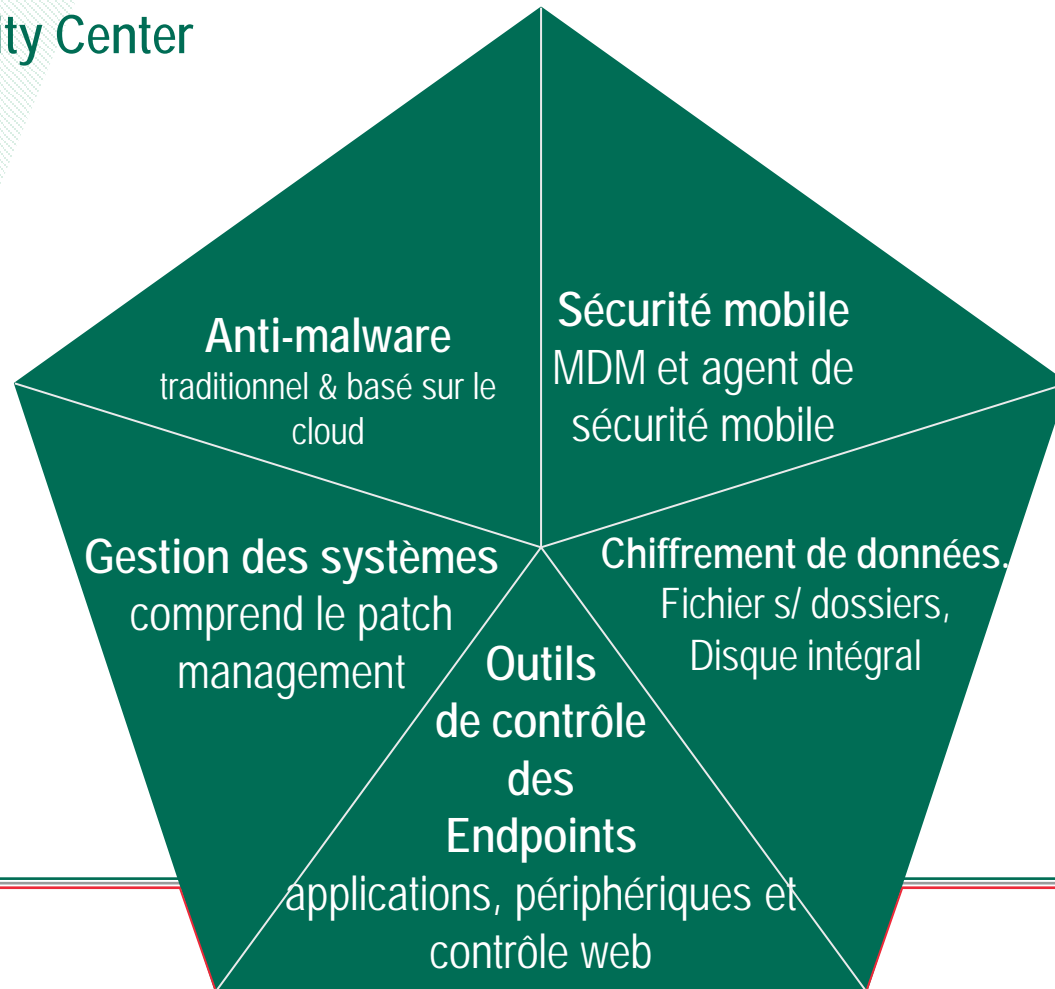 ity Center
Anti-malware
traditionnel & basé sur le
cloud
Sécurité mobile
MDM et agent de
sécurité mobile
Gestion des systèmes
comprend le patch
management
Chiffrement de données.
Fichier s/ dossiers,
Disque intégral
Outils
de contrôle
des
Endpoints
applications, périphériques et
contrôle web